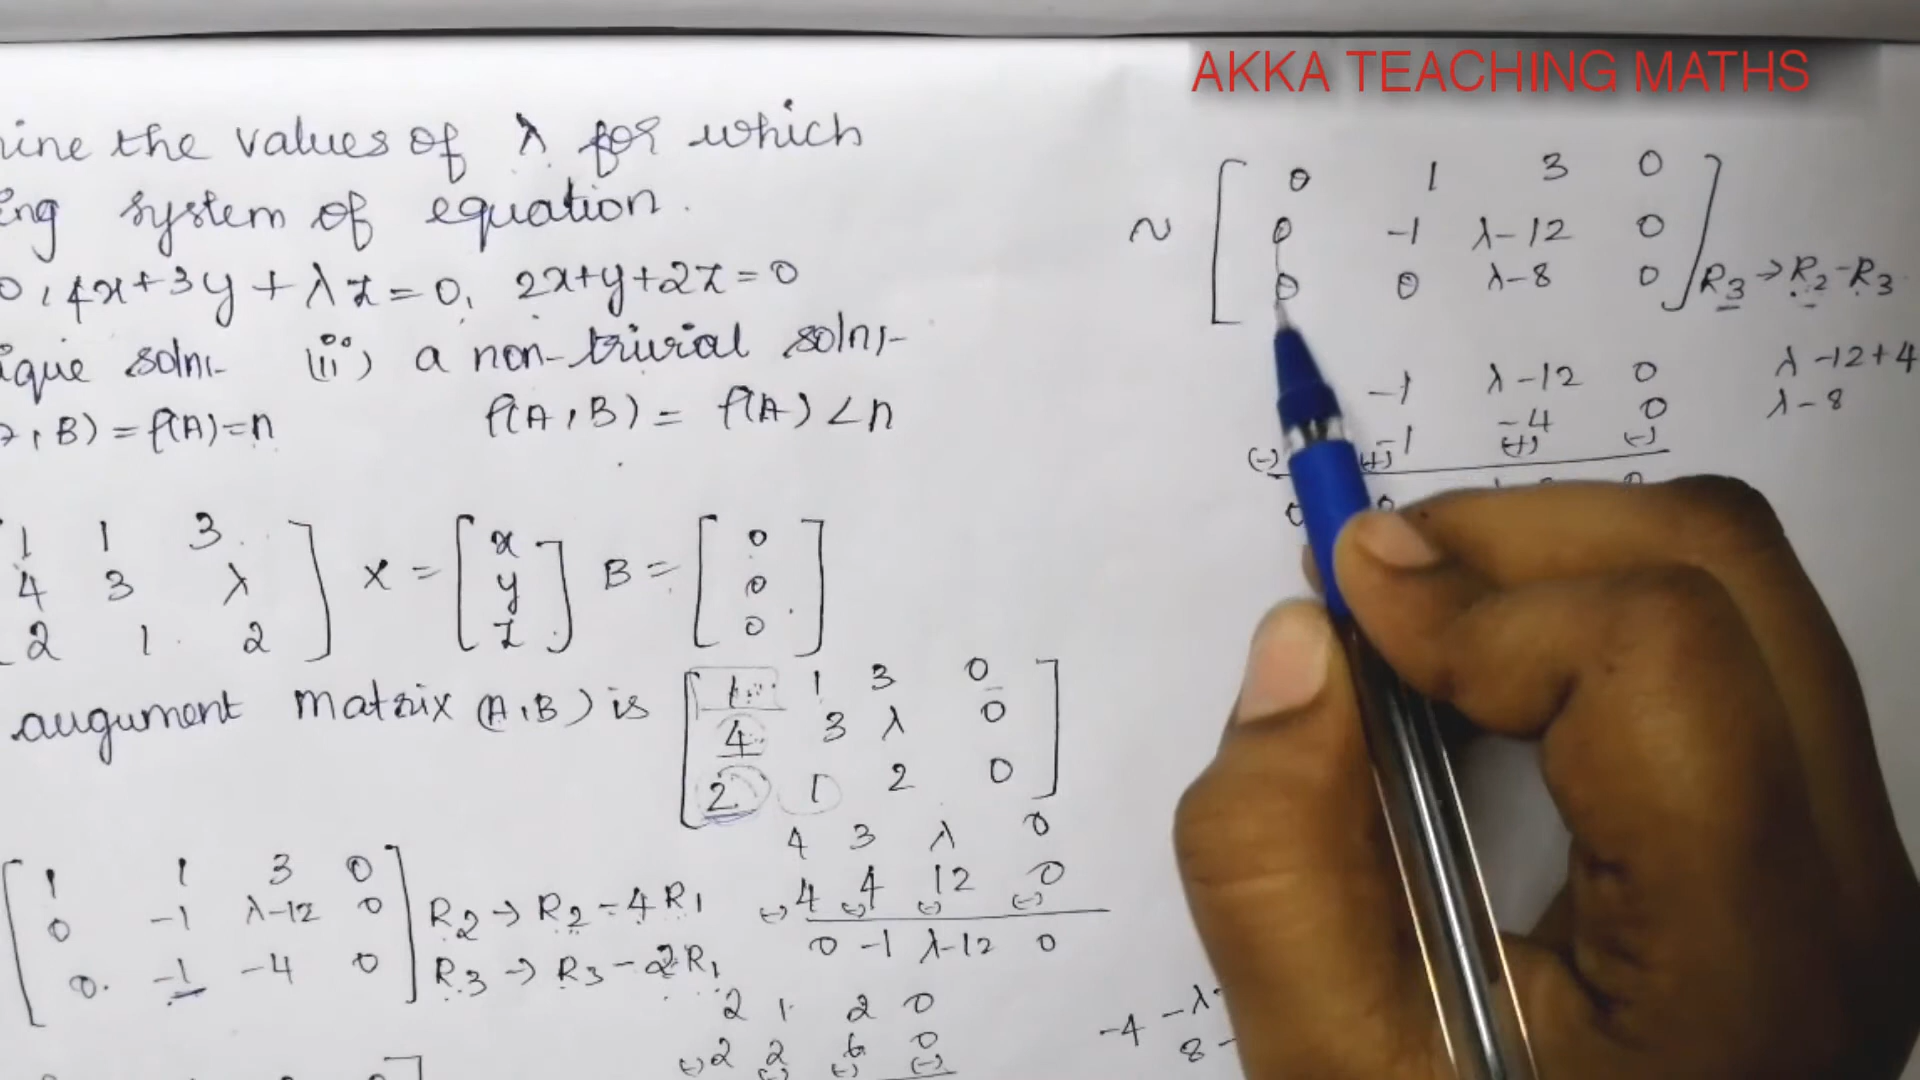 AKKA TEACHING MATHS
the values of λ for which
system of equation.
0, 4x+3y+λz=0, 2x+y+2z=0
soln:- (ii) a non-trivial soln:-
, B) = ρ(A)=n ρ(A, B) = ρ(A) < n
1 1 3
4 3 λ
2 1 2
X = [x
y
z]
B = [0
0
0]
augument matrix (A, B) is
1 1 3 0
4 3 λ 0
2 1 2 0
4 3 λ 0
(-)4 (-)4 (-)12 (-)0
0 -1 λ-12 0
1 1 3 0
0 -1 λ-12 0 R2 → R2 - 4R1
0 -1 -4 0 R3 → R3 - 2R1
2 1 2 0
(-)2 (-)2 (-)6 (-)0
~ [0 1 3 0
0 -1 λ-12 0
0 0 λ-8 0] R3 → R2 - R3
-1 λ-12 0
(-) (+)-1 (+)-4 (-)0
λ-12+4
λ-8
-4 -λ
8 -